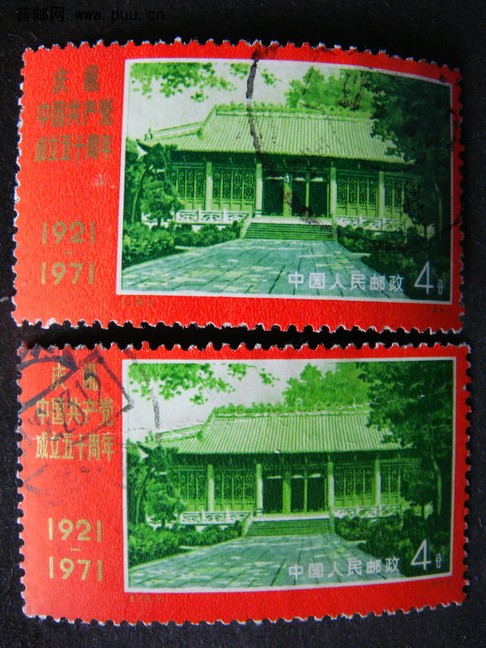 普邮网 www.puu.cn
庆祝
中国共产党
成立五十周年
1921
-
1971
中国人民邮政 4分
庆祝
中国共产党
成立五十周年
1921
-
1971
中国人民邮政 4分